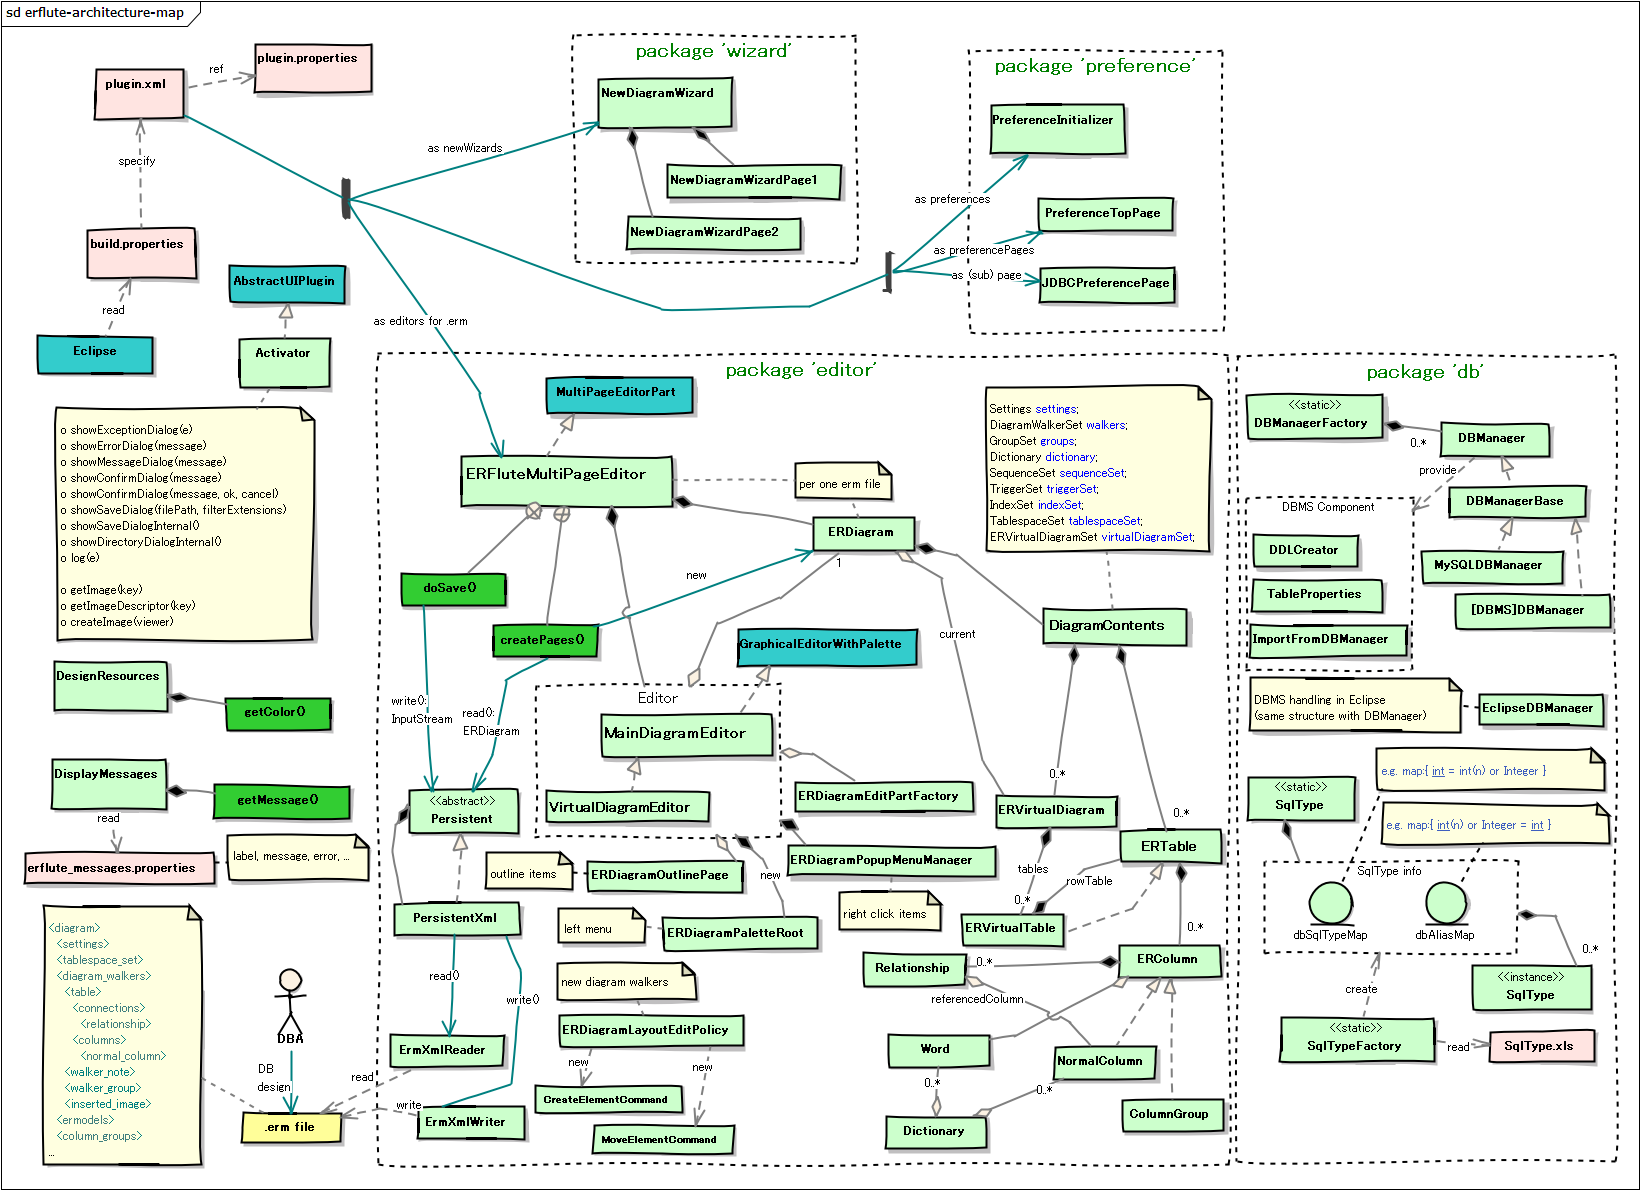 sd erflute-architecture-map
plugin.xml
ref
plugin.properties
specify
build.properties
read
Eclipse
AbstractUIPlugin
Activator
o showExceptionDialog(e)
o showErrorDialog(message)
o showMessageDialog(message)
o showConfirmDialog(message)
o showConfirmDialog(message, ok, cancel)
o showSaveDialog(filePath, filterExtensions)
o showSaveDialogInternal()
o showDirectoryDialogInternal()
o log(e)
o getImage(key)
o getImageDescriptor(key)
o createImage(viewer)
DesignResources
getColor()
DisplayMessages
getMessage()
read
erflute_messages.properties
label, message, error, ...
<diagram>
<settings>
<tablespace_set>
<diagram_walkers>
<table>
<connections>
<relationship>
<columns>
<normal_column>
<walker_note>
<walker_group>
<inserted_image>
<ermodels>
<column_groups>
...
DBA
DB
design
.erm file
as newWizards
as editors for .erm
package 'wizard'
NewDiagramWizard
NewDiagramWizardPage1
NewDiagramWizardPage2
package 'preference'
PreferenceInitializer
as preferences
PreferenceTopPage
as preferencePages
as (sub) page
JDBCPreferencePage
package 'editor'
MultiPageEditorPart
ERFluteMultiPageEditor
per one erm file
Settings settings;
DiagramWalkerSet walkers;
GroupSet groups;
Dictionary dictionary;
SequenceSet sequenceSet;
TriggerSet triggerSet;
IndexSet indexSet;
TablespaceSet tablespaceSet;
ERVirtualDiagramSet virtualDiagramSet;
ERDiagram
1
doSave()
new
createPages()
current
DiagramContents
GraphicalEditorWithPalette
write():
InputStream
read():
ERDiagram
Editor
MainDiagramEditor
VirtualDiagramEditor
0..*
0..*
<<abstract>>
Persistent
ERDiagramEditPartFactory
ERVirtualDiagram
ERTable
ERDiagramPopupMenuManager
outline items
ERDiagramOutlinePage
new
tables
rowTable
0..*
right click items
PersistentXml
left menu
ERDiagramPaletteRoot
ERVirtualTable
0..*
read()
write()
new diagram walkers
Relationship
0..*
ERColumn
referencedColumn
ERDiagramLayoutEditPolicy
ErmXmlReader
Word
NormalColumn
new
new
read
0..*
0..*
CreateElementCommand
write
ErmXmlWriter
MoveElementCommand
Dictionary
ColumnGroup
package 'db'
<<static>>
DBManagerFactory
0..*
DBManager
provide
DBManagerBase
DBMS Component
DDLCreator
MySQLDBManager
TableProperties
[DBMS]DBManager
ImportFromDBManager
DBMS handling in Eclipse
(same structure with DBManager)
EclipseDBManager
e.g. map:{ int = int(n) or Integer }
<<static>>
SqlType
e.g. map:{ int(n) or Integer = int }
SqlType info
dbSqlTypeMap
dbAliasMap
0..*
<<instance>>
SqlType
create
<<static>>
SqlTypeFactory
read
SqlType.xls